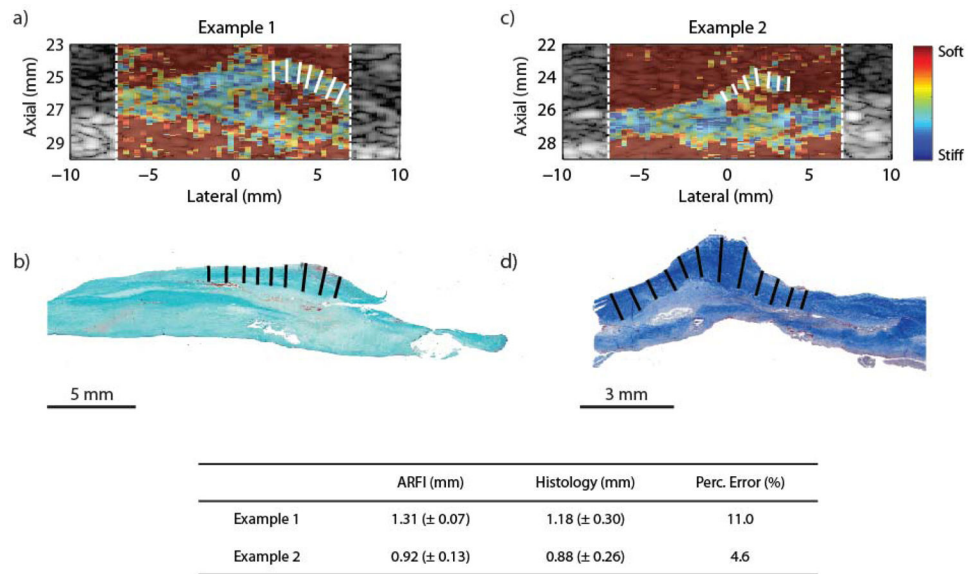 a)
Example 1
23
25
27
29
Axial (mm)
−10 −5 0 5 10
Lateral (mm)
c)
Example 2
22
24
26
28
Axial (mm)
−10 −5 0 5 10
Lateral (mm)
Soft
Stiff
b)
5 mm
d)
3 mm
ARFI (mm) Histology (mm) Perc. Error (%)
Example 1 1.31 (± 0.07) 1.18 (± 0.30) 11.0
Example 2 0.92 (± 0.13) 0.88 (± 0.26) 4.6